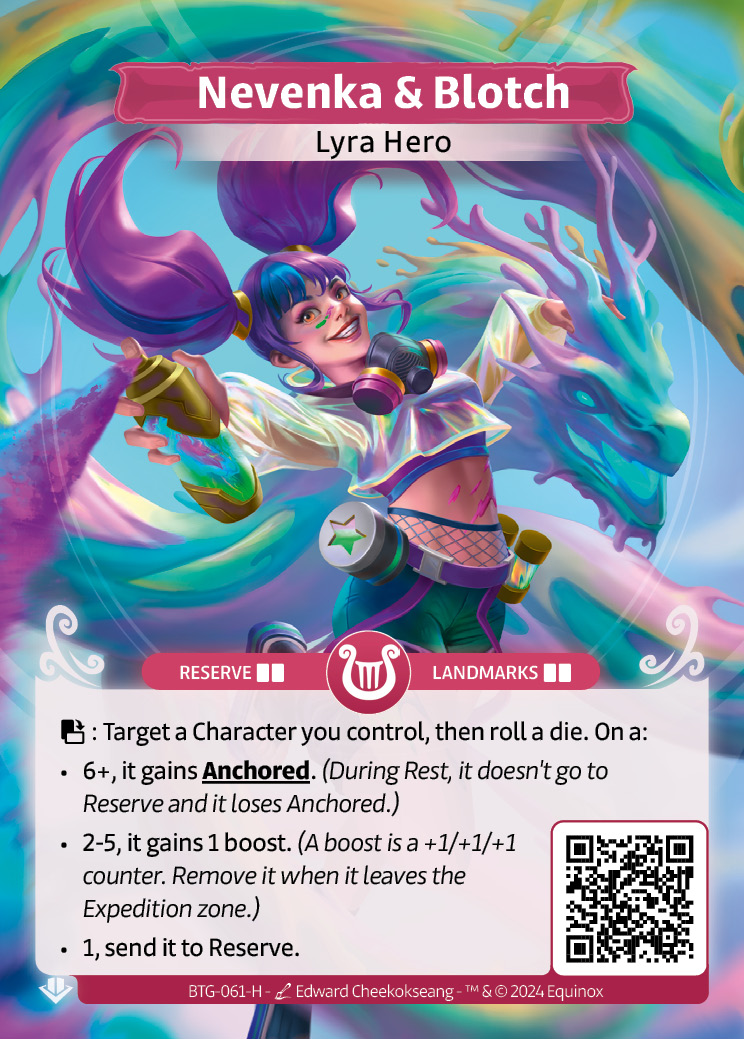 Nevenka & Blotch
Lyra Hero
RESERVE
LANDMARKS
: Target a Character you control, then roll a die. On a:
• 6+, it gains Anchored. (During Rest, it doesn't go to
Reserve and it loses Anchored.)
• 2-5, it gains 1 boost. (A boost is a +1/+1/+1
counter. Remove it when it leaves the
Expedition zone.)
• 1, send it to Reserve.
BTG-061-H - Edward Cheekokseang - ™ & © 2024 Equinox